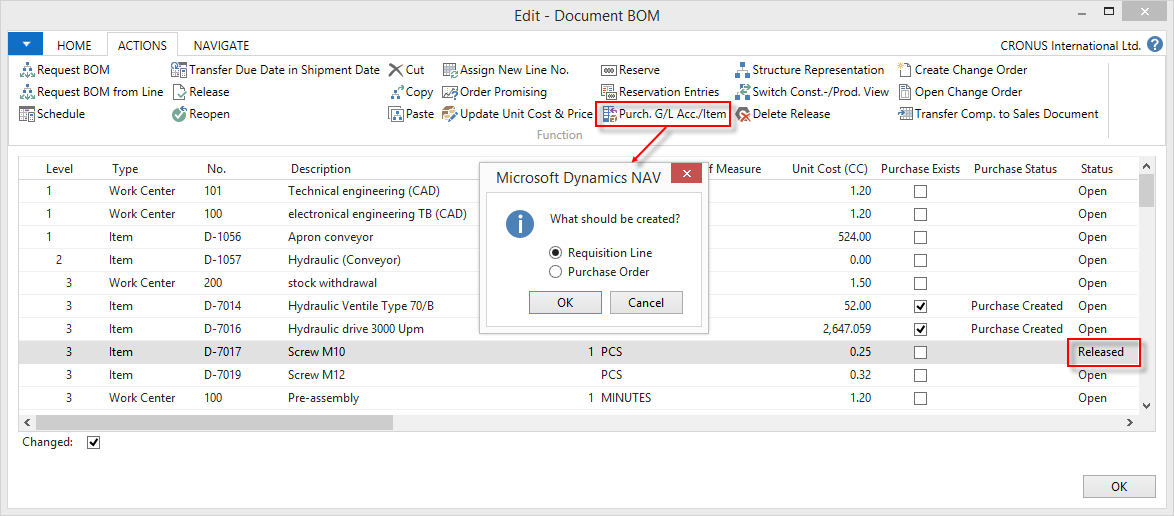 Edit - Document BOM
HOME ACTIONS NAVIGATE CRONUS International Ltd. ?
Request BOM Transfer Due Date in Shipment Date Cut Assign New Line No. Reserve Structure Representation Create Change Order
Request BOM from Line Release Copy Order Promising Reservation Entries Switch Const.-/Prod. View Open Change Order
Schedule Reopen Paste Update Unit Cost & Price Purch. G/L Acc./Item Delete Release Transfer Comp. to Sales Document
Function
Level Type No. Description f Measure Unit Cost (CC) Purchase Exists Purchase Status Status
1 Work Center 101 Technical engineering (CAD) 1.20 Open
1 Work Center 100 electronical engineering TB (CAD) 1.20 Open
1 Item D-1056 Apron conveyor 524.00 Open
2 Item D-1057 Hydraulic (Conveyor) 0.00 Open
3 Work Center 200 stock withdrawal 1.50 Open
3 Item D-7014 Hydraulic Ventile Type 70/B 52.00 Purchase Created Open
3 Item D-7016 Hydraulic drive 3000 Upm 2,647.059 Purchase Created Open
3 Item D-7017 Screw M10 1 PCS 0.25 Released
3 Item D-7019 Screw M12 PCS 0.32 Open
3 Work Center 100 Pre-assembly 1 MINUTES 1.20 Open
Microsoft Dynamics NAV
What should be created?
Requisition Line
Purchase Order
OK Cancel
Changed:
OK